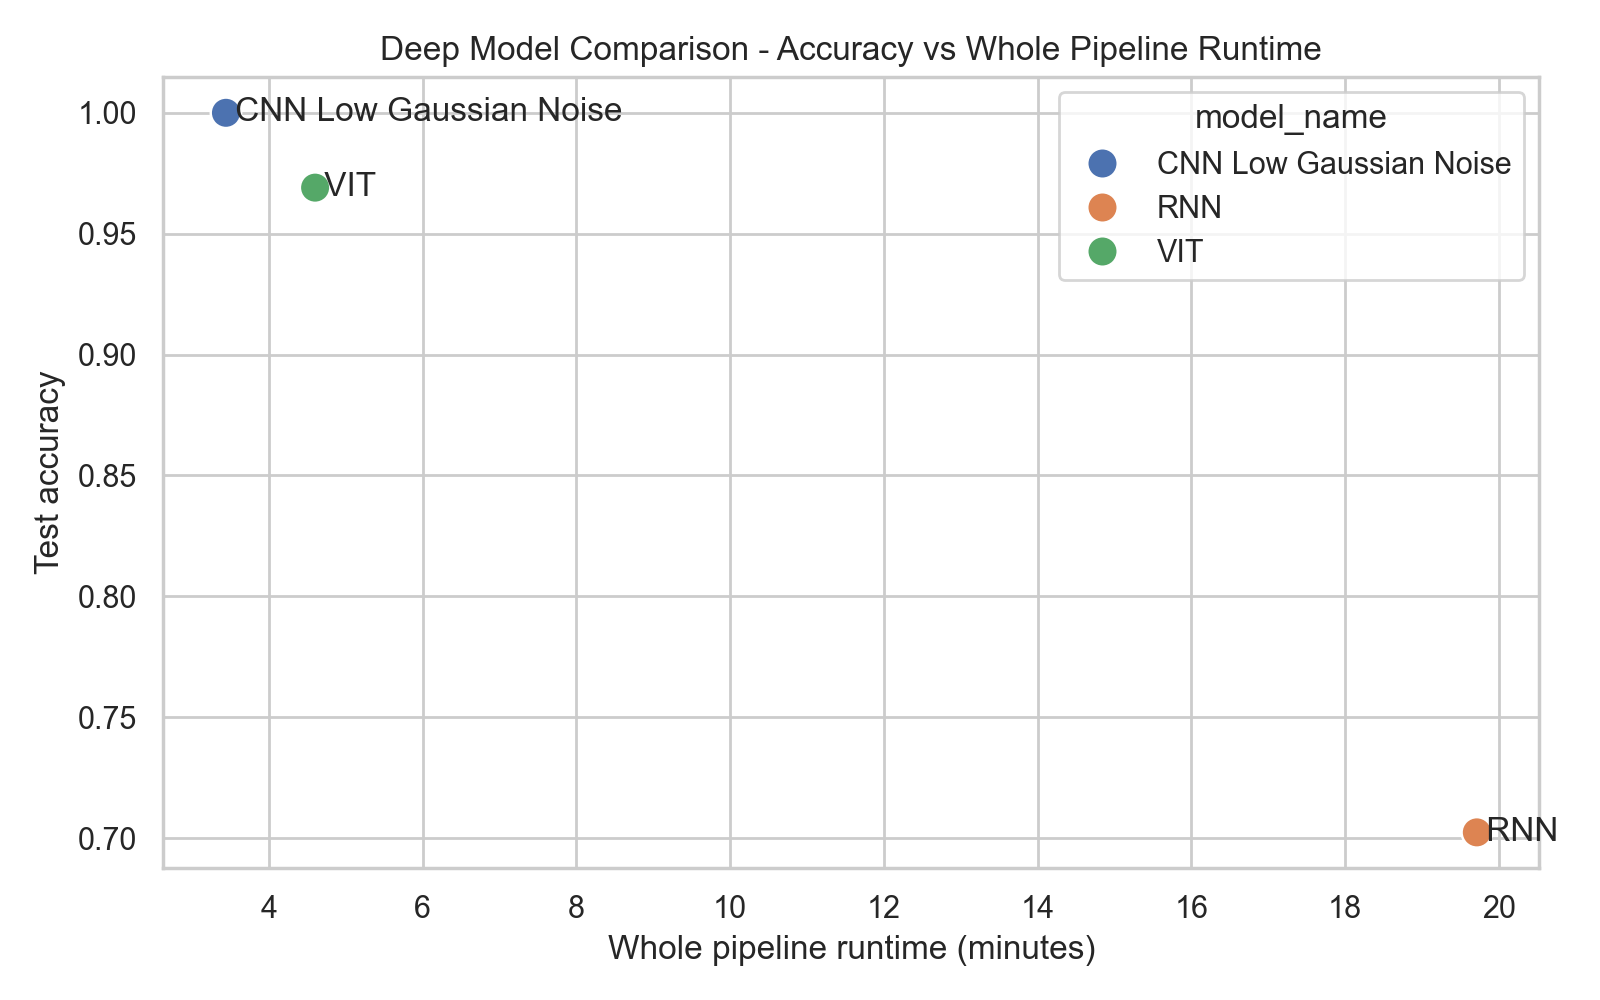 Deep Model Comparison - Accuracy vs Whole Pipeline Runtime
1.00
0.95
0.90
0.85
0.80
0.75
0.70
Test accuracy
CNN Low Gaussian Noise
VIT
RNN
model_name
CNN Low Gaussian Noise
RNN
VIT
4 6 8 10 12 14 16 18 20
Whole pipeline runtime (minutes)